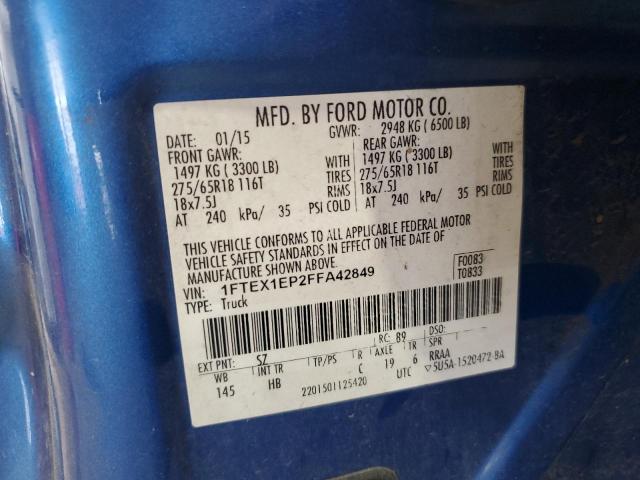 MFD. BY FORD MOTOR CO.
DATE: 01/15 GVWR: 2948 KG ( 6500 LB)
FRONT GAWR: REAR GAWR:
1497 KG ( 3300 LB) WITH 1497 KG ( 3300 LB) WITH
275/65R18 116T TIRES 275/65R18 116T TIRES
18x7.5J RIMS 18x7.5J RIMS
AT 240 kPa/ 35 PSI COLD AT 240 kPa/ 35 PSI COLD
THIS VEHICLE CONFORMS TO ALL APPLICABLE FEDERAL MOTOR
VEHICLE SAFETY STANDARDS IN EFFECT ON THE DATE OF
MANUFACTURE SHOWN ABOVE.
VIN: 1FTEX1EP2FFA42849 F0083
TYPE: Truck T0833
EXT PNT: SZ RC: 89 DSO:
WB INT TR TP/PS R AXLE TR SPR
145 HB C 19 6 RRAA
2201501125420 UTC ▽5U5A-1520472-BA